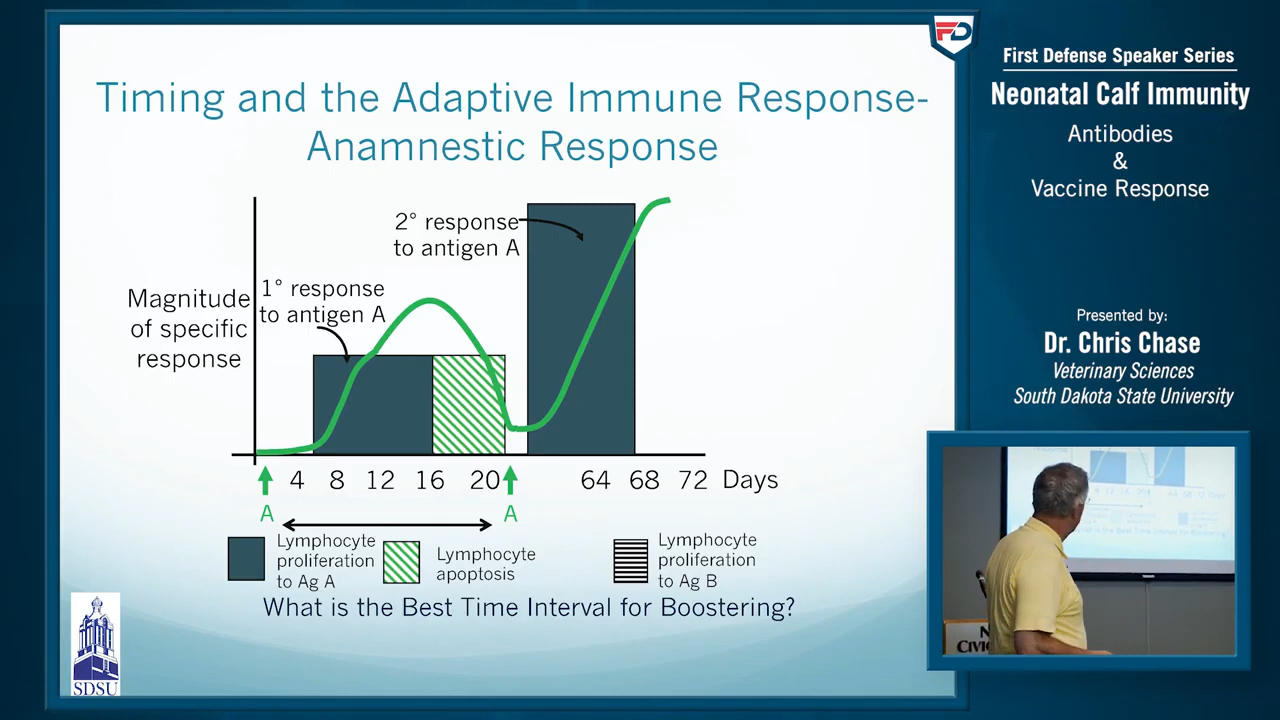 Timing and the Adaptive Immune Response-
Anamnestic Response
2° response
to antigen A
1° response
to antigen A
Magnitude
of specific
response
4 8 12 16 20 64 68 72 Days
A A
Lymphocyte
proliferation
to Ag A
Lymphocyte
apoptosis
Lymphocyte
proliferation
to Ag B
What is the Best Time Interval for Boostering?
SDSU
FD
First Defense Speaker Series
Neonatal Calf Immunity
Antibodies
&
Vaccine Response
Presented by:
Dr. Chris Chase
Veterinary Sciences
South Dakota State University